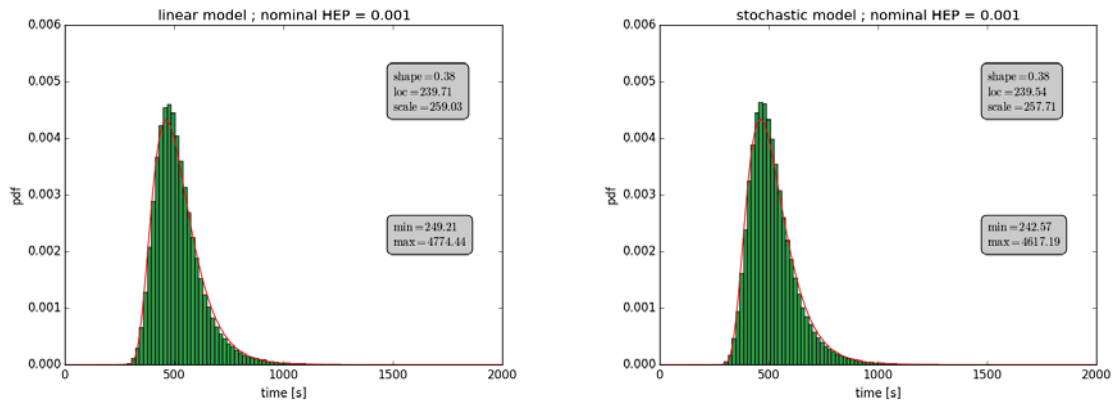 linear model ; nominal HEP = 0.001
0.006
0.005
0.004
0.003
0.002
0.001
0.000
pdf
shape=0.38
loc=239.71
scale=259.03
min=249.21
max=4774.44
0 500 1000 1500 2000
time [s]
stochastic model ; nominal HEP = 0.001
0.006
0.005
0.004
0.003
0.002
0.001
0.000
pdf
shape=0.38
loc=239.54
scale=257.71
min=242.57
max=4617.19
0 500 1000 1500 2000
time [s]